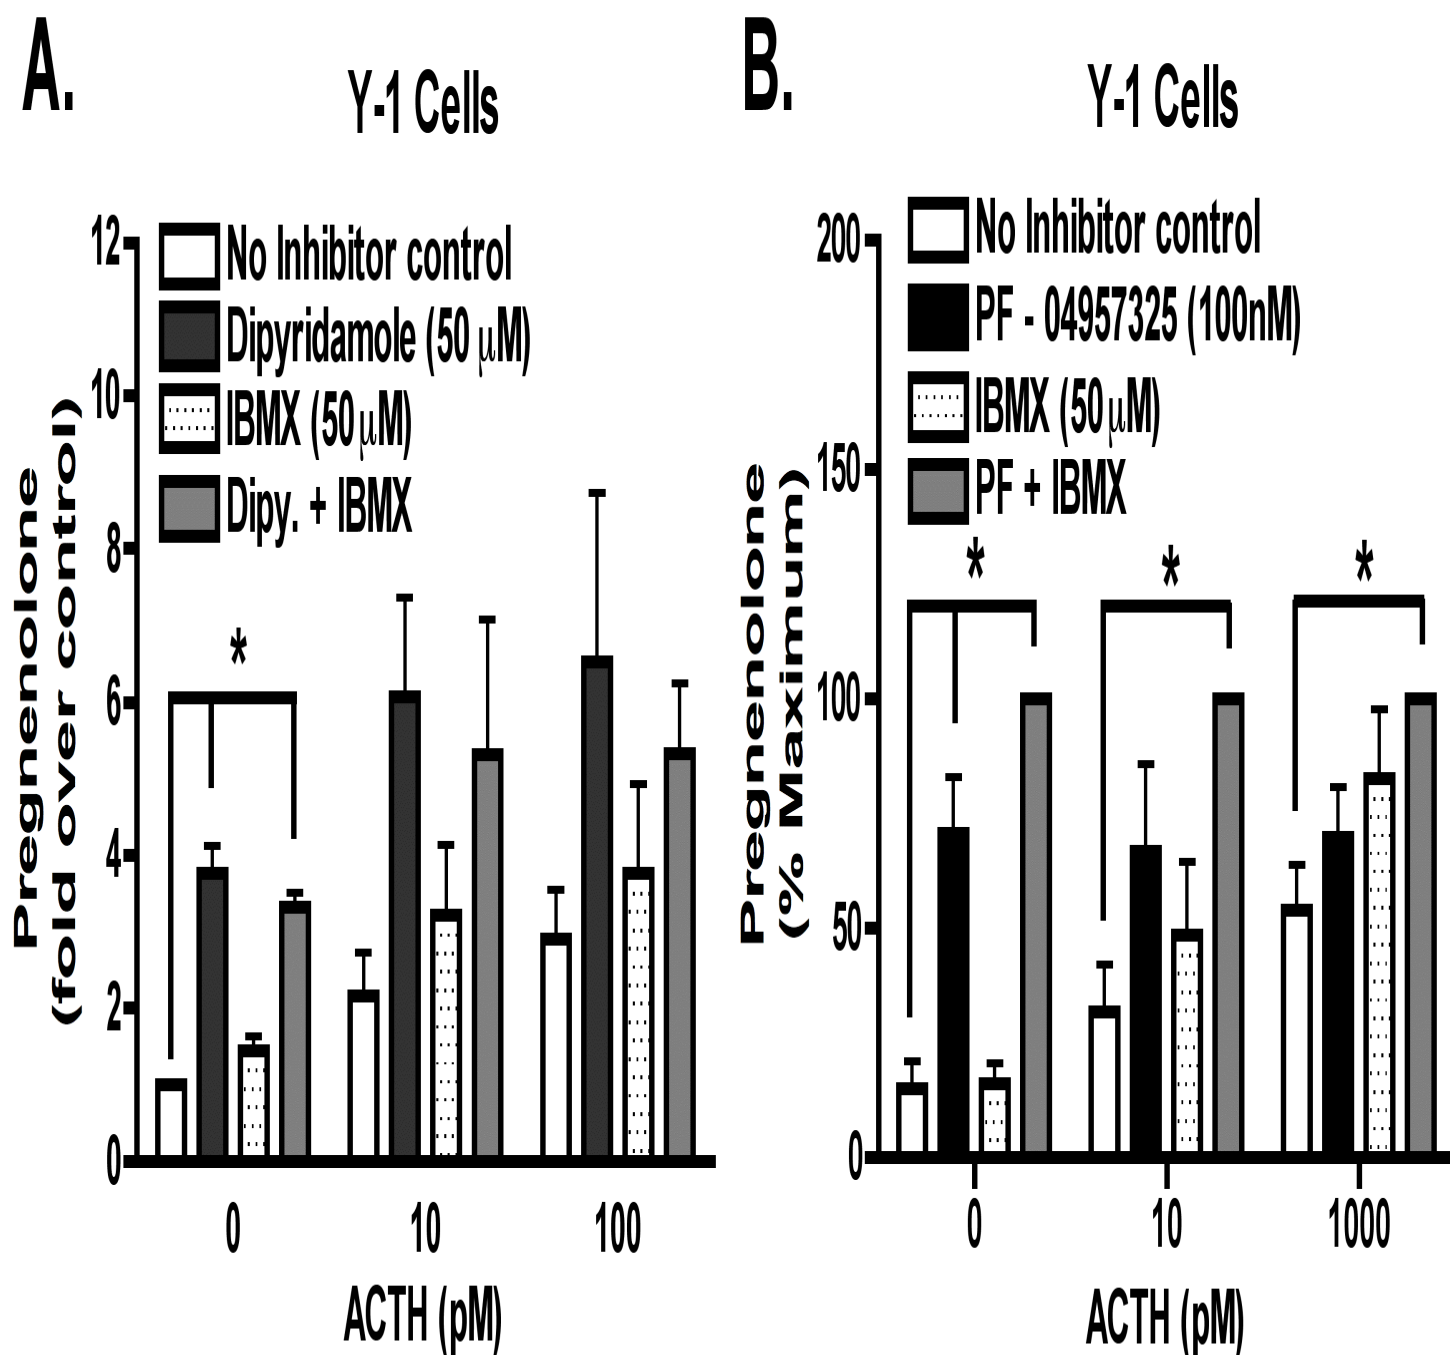 A.
Y-1 Cells
No Inhibitor control
Dipyridamole (50 μM)
IBMX (50μM)
Dipy. + IBMX
Pregnenolone
(fold over control)
12
10
8
6
4
2
0
*
0 10 100
ACTH (pM)
B.
Y-1 Cells
No Inhibitor control
PF - 04957325 (100nM)
IBMX (50μM)
PF + IBMX
Pregnenolone
(% Maximum)
200
150
100
50
0
* * *
0 10 1000
ACTH (pM)